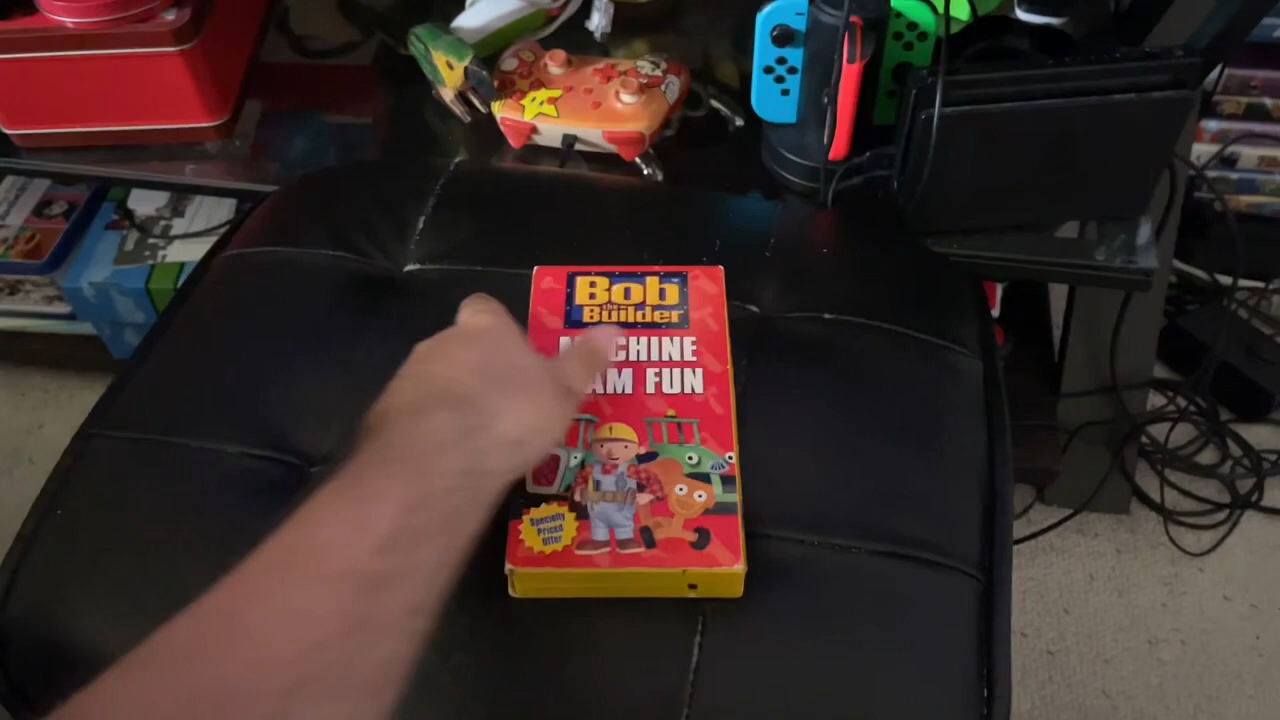 Bob
the
Builder
CHINE
AM FUN
Specially
Priced
Offer